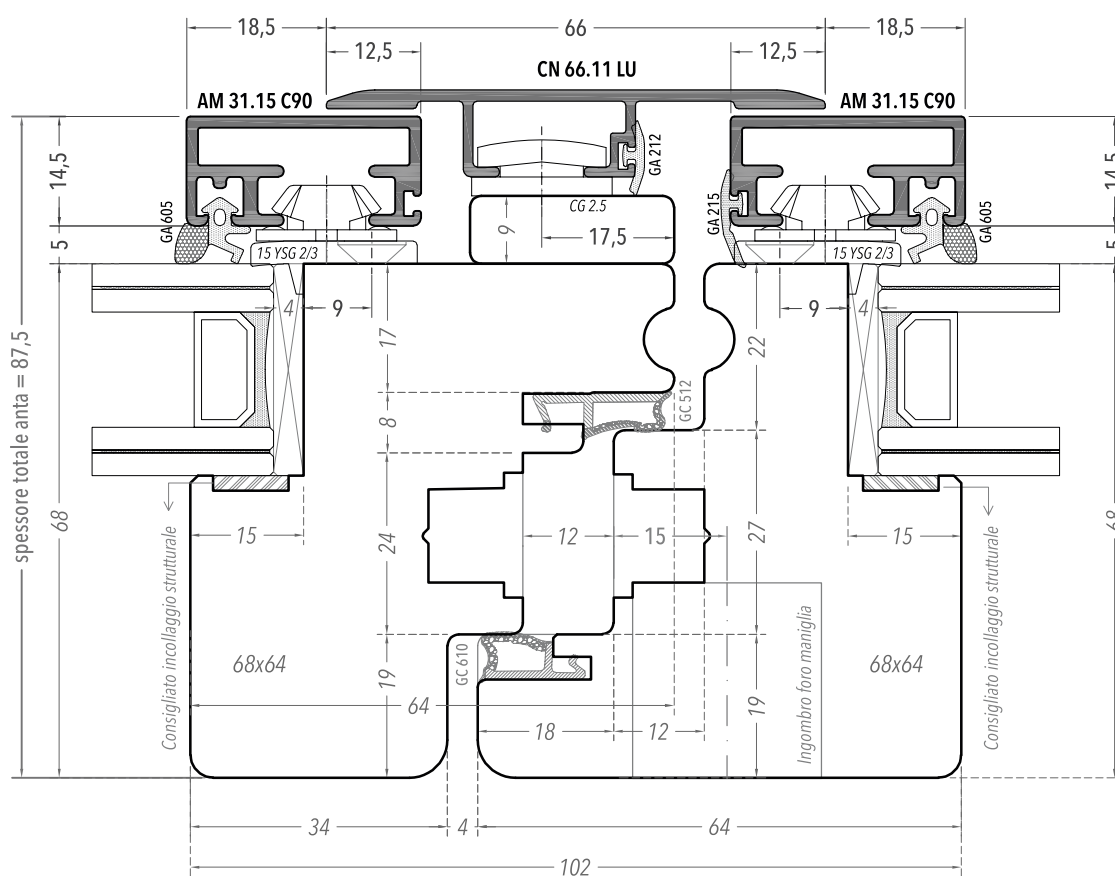 18,5
66
18,5
12,5
12,5
CN 66.11 LU
AM 31.15 C90
AM 31.15 C90
14,5
14,5
GA 212
GA 605
GA 215
GA 605
CG 2.5
9
17,5
5
5
15 YSG 2/3
15 YSG 2/3
4
9
9
4
17
22
8
GC 512
spessore totale anta = 87,5
68
68
15
24
12
15
27
15
Consigliato incollaggio strutturale
Consigliato incollaggio strutturale
Ingombro foro maniglia
68x64
GC 610
68x64
19
64
19
18
12
34
4
64
102